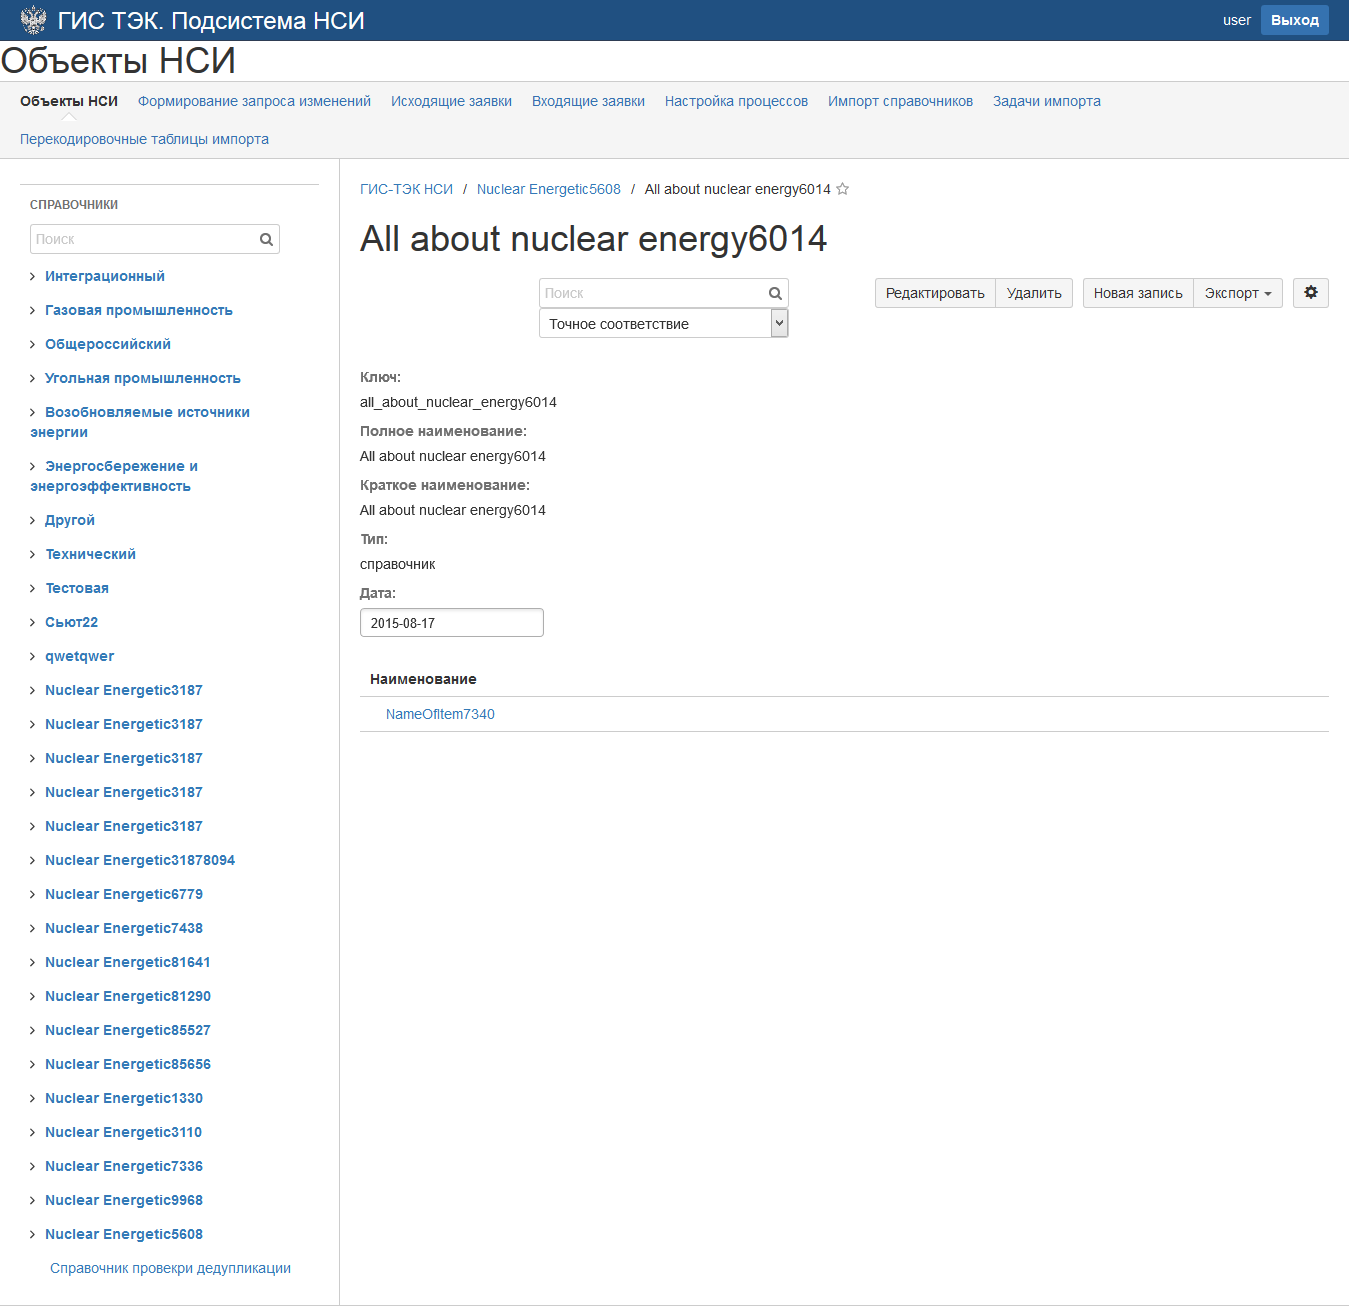 ГИС ТЭК. Подсистема НСИ
user
Выход
Объекты НСИ
Объекты НСИ Формирование запроса изменений Исходящие заявки Входящие заявки Настройка процессов Импорт справочников Задачи импорта
Перекодировочные таблицы импорта
СПРАВОЧНИКИ
Поиск
Интеграционный
Газовая промышленность
Общероссийский
Угольная промышленность
Возобновляемые источники
энергии
Энергосбережение и
энергоэффективность
Другой
Технический
Тестовая
Сьют22
qwetqwer
Nuclear Energetic3187
Nuclear Energetic3187
Nuclear Energetic3187
Nuclear Energetic3187
Nuclear Energetic3187
Nuclear Energetic31878094
Nuclear Energetic6779
Nuclear Energetic7438
Nuclear Energetic81641
Nuclear Energetic81290
Nuclear Energetic85527
Nuclear Energetic85656
Nuclear Energetic1330
Nuclear Energetic3110
Nuclear Energetic7336
Nuclear Energetic9968
Nuclear Energetic5608
Справочник провекри дедупликации
ГИС-ТЭК НСИ / Nuclear Energetic5608 / All about nuclear energy6014
All about nuclear energy6014
Поиск
Точное соответствие
Редактировать Удалить Новая запись Экспорт
Ключ:
all_about_nuclear_energy6014
Полное наименование:
All about nuclear energy6014
Краткое наименование:
All about nuclear energy6014
Тип:
справочник
Дата:
2015-08-17
Наименование
NameOfItem7340